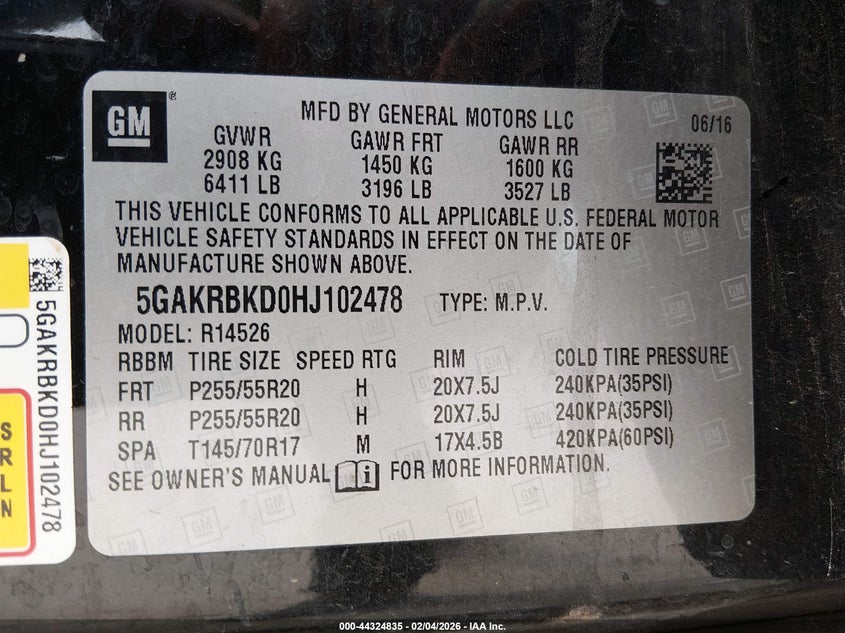 GM ®
MFD BY GENERAL MOTORS LLC
06/16
GVWR GAWR FRT GAWR RR
2908 KG 1450 KG 1600 KG
6411 LB 3196 LB 3527 LB
THIS VEHICLE CONFORMS TO ALL APPLICABLE U.S. FEDERAL MOTOR
VEHICLE SAFETY STANDARDS IN EFFECT ON THE DATE OF
MANUFACTURE SHOWN ABOVE.
5GAKRBKD0HJ102478 TYPE: M.P.V.
MODEL: R14526
RBBM TIRE SIZE SPEED RTG RIM COLD TIRE PRESSURE
FRT P255/55R20 H 20X7.5J 240KPA(35PSI)
RR P255/55R20 H 20X7.5J 240KPA(35PSI)
SPA T145/70R17 M 17X4.5B 420KPA(60PSI)
SEE OWNER'S MANUAL i FOR MORE INFORMATION.
5GAKRBKD0HJ102478
S
R
L
N
000-44324835 - 02/04/2026 - IAA Inc.